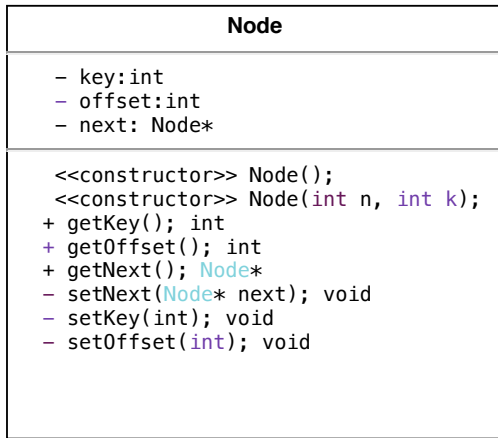 Node
– key:int
– offset:int
– next: Node*
<<constructor>> Node();
<<constructor>> Node(int n, int k);
+ getKey(); int
+ getOffset(); int
+ getNext(); Node*
– setNext(Node* next); void
– setKey(int); void
– setOffset(int); void